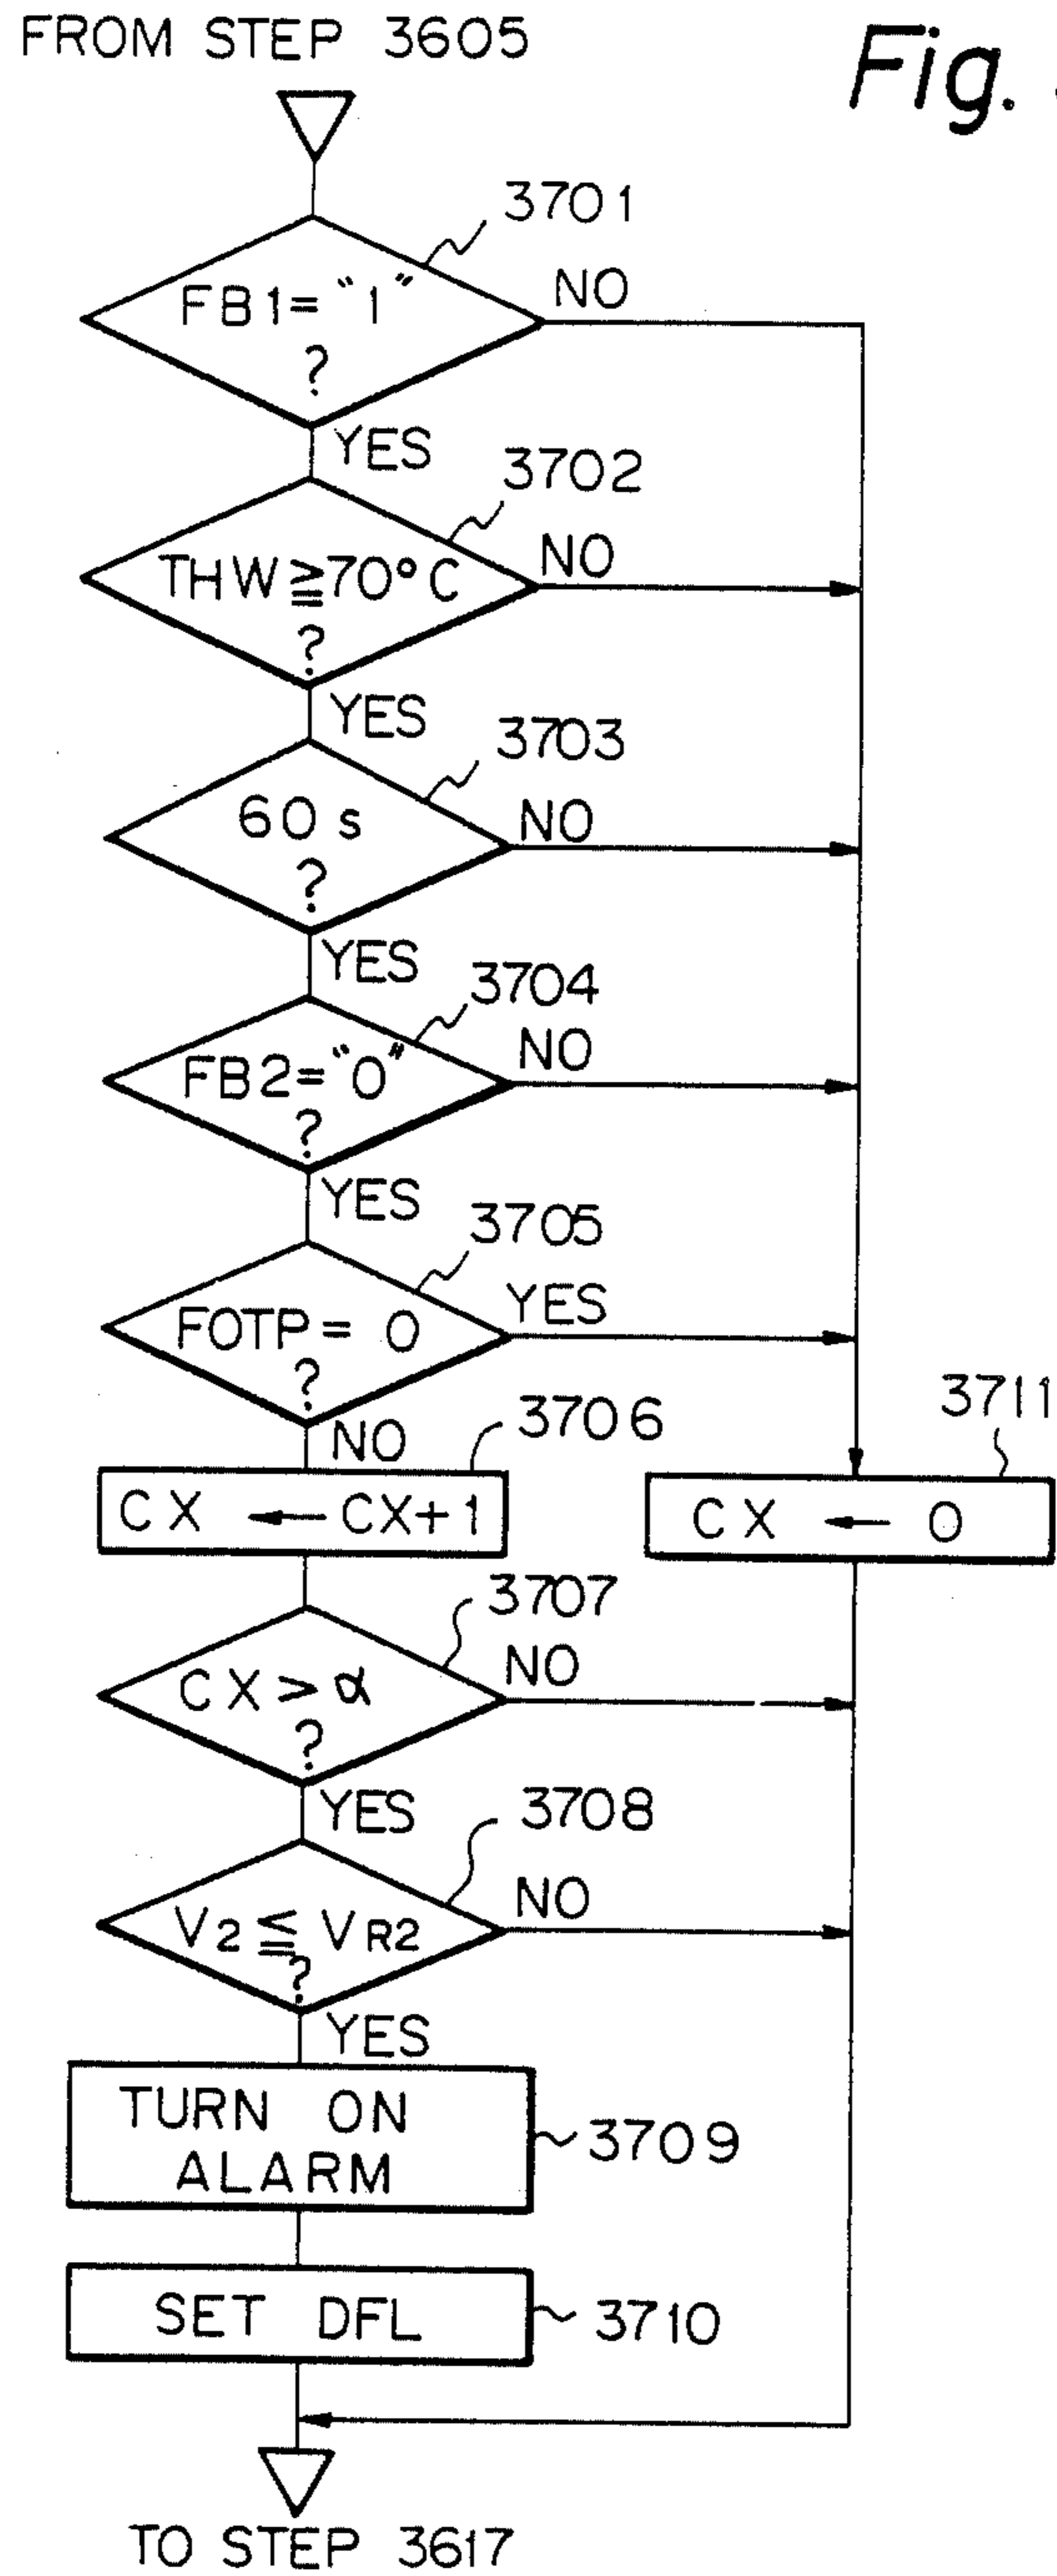 FROM STEP 3605
Fig.
3701
FB1= "1"
?
NO
YES
3702
THW ≧ 70°C
?
NO
YES
3703
60 s
?
NO
YES
3704
FB2= "0"
?
NO
YES
3705
FOTP = 0
?
YES
NO
3706
CX ← CX+1
3711
CX ← 0
3707
CX > α
?
NO
YES
3708
V2 ≦ VR2
?
NO
YES
TURN ON
ALARM
3709
SET DFL
3710
TO STEP 3617